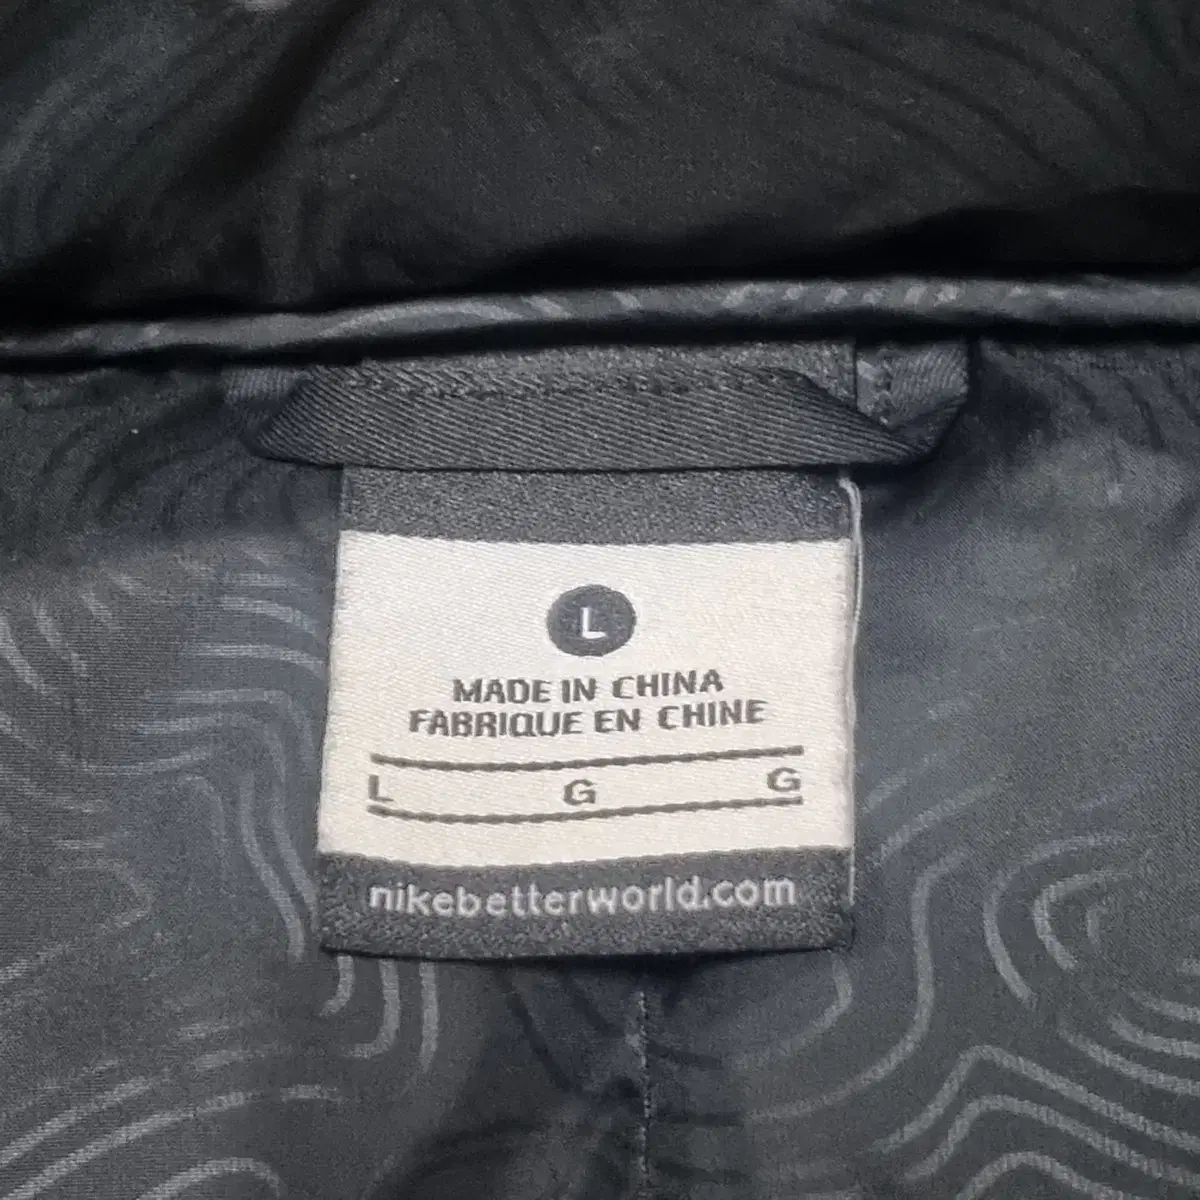 L
MADE IN CHINA
FABRIQUE EN CHINE
L G G
nikebetterworld.com